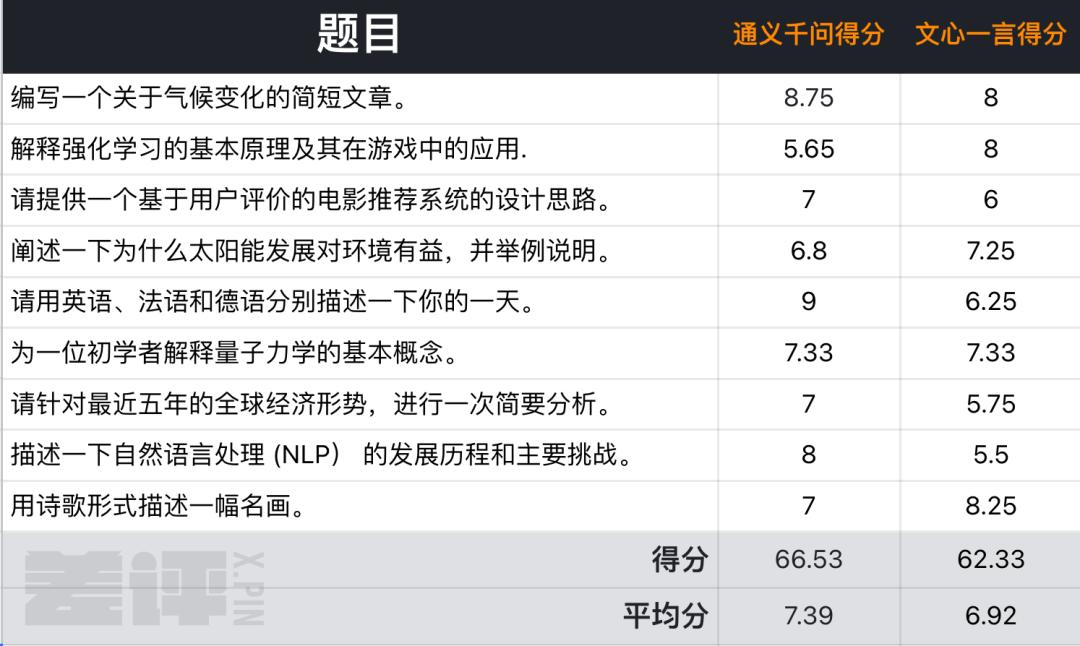 题目 通义千问得分 文心一言得分
编写一个关于气候变化的简短文章。 8.75 8
解释强化学习的基本原理及其在游戏中的应用. 5.65 8
请提供一个基于用户评价的电影推荐系统的设计思路。 7 6
阐述一下为什么太阳能发展对环境有益，并举例说明。 6.8 7.25
请用英语、法语和德语分别描述一下你的一天。 9 6.25
为一位初学者解释量子力学的基本概念。 7.33 7.33
请针对最近五年的全球经济形势，进行一次简要分析。 7 5.75
描述一下自然语言处理 (NLP） 的发展历程和主要挑战。 8 5.5
用诗歌形式描述一幅名画。 7 8.25
得分 66.53 62.33
平均分 7.39 6.92
差评 X.PIN